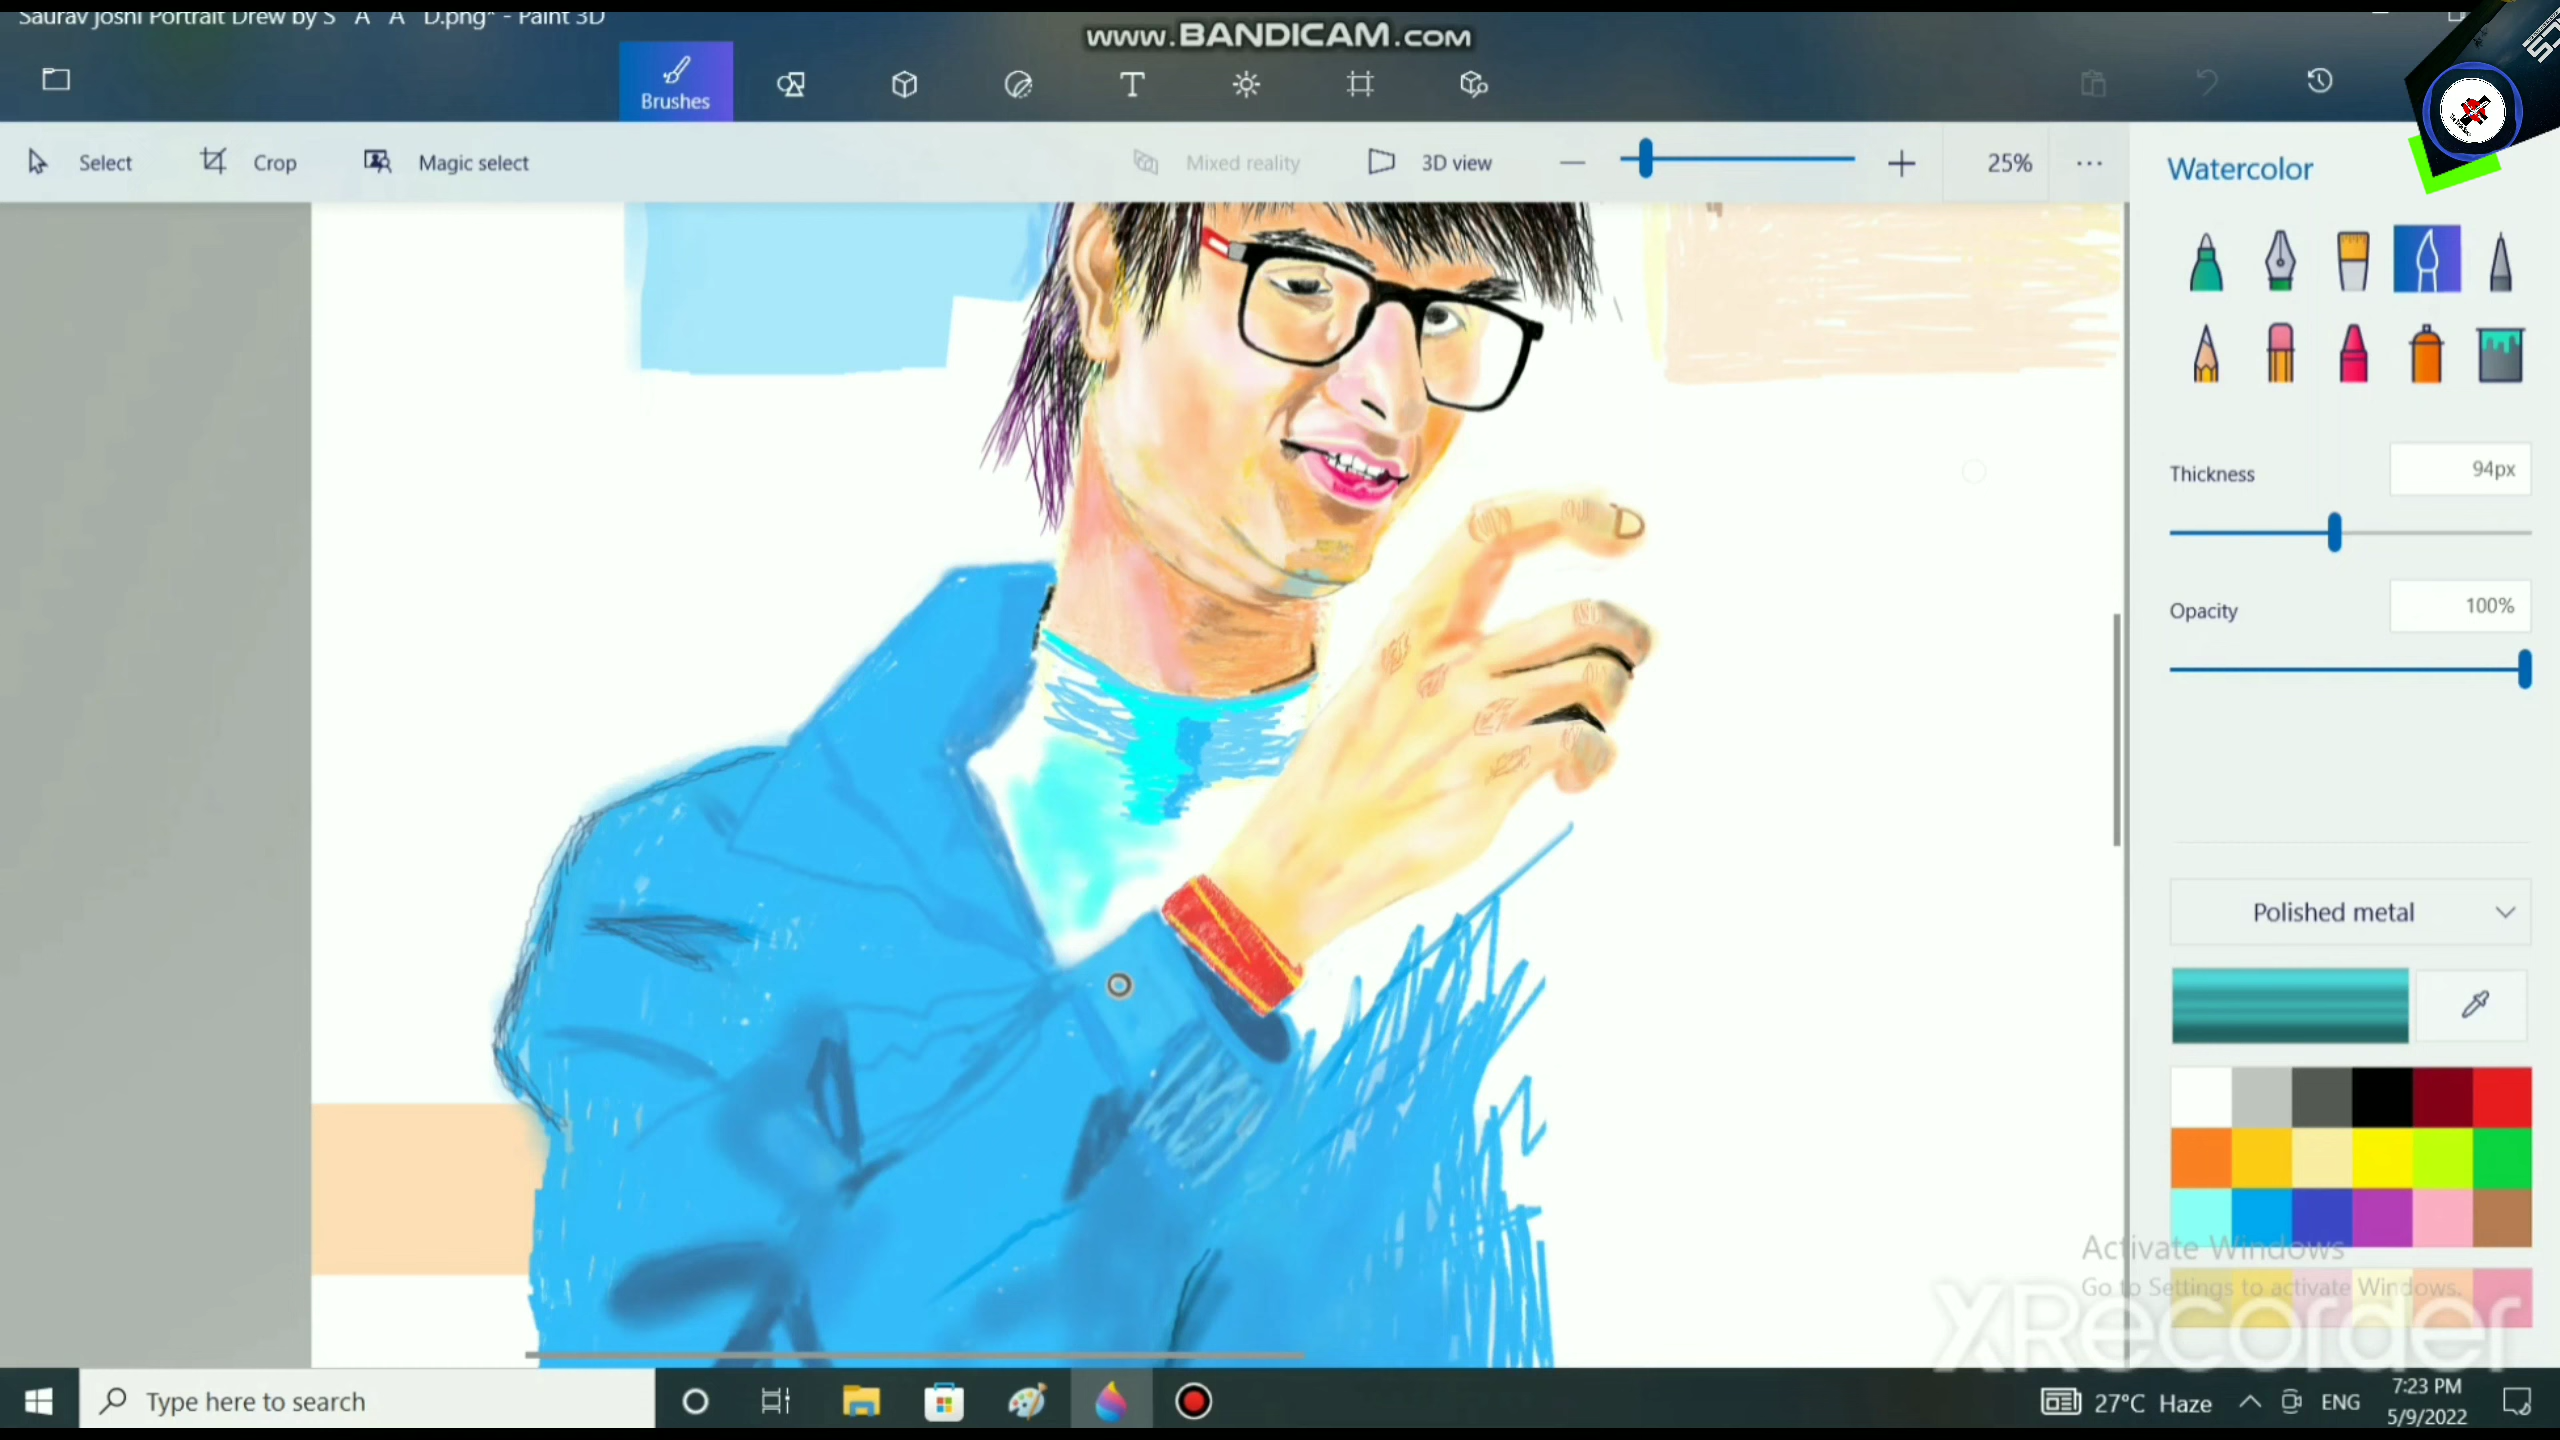 Saurav Joshi Portrait Drew by S A A D.png* - Paint 3D
www.BANDICAM.com
Brushes
T
Select
Crop
Magic select
Mixed reality
3D view
25%
Watercolor
Thickness
94px
Opacity
100%
Polished metal
Activate Windows
Go to Settings to activate Windows.
XRecorder
Type here to search
27°C Haze
ENG
7:23 PM
5/9/2022